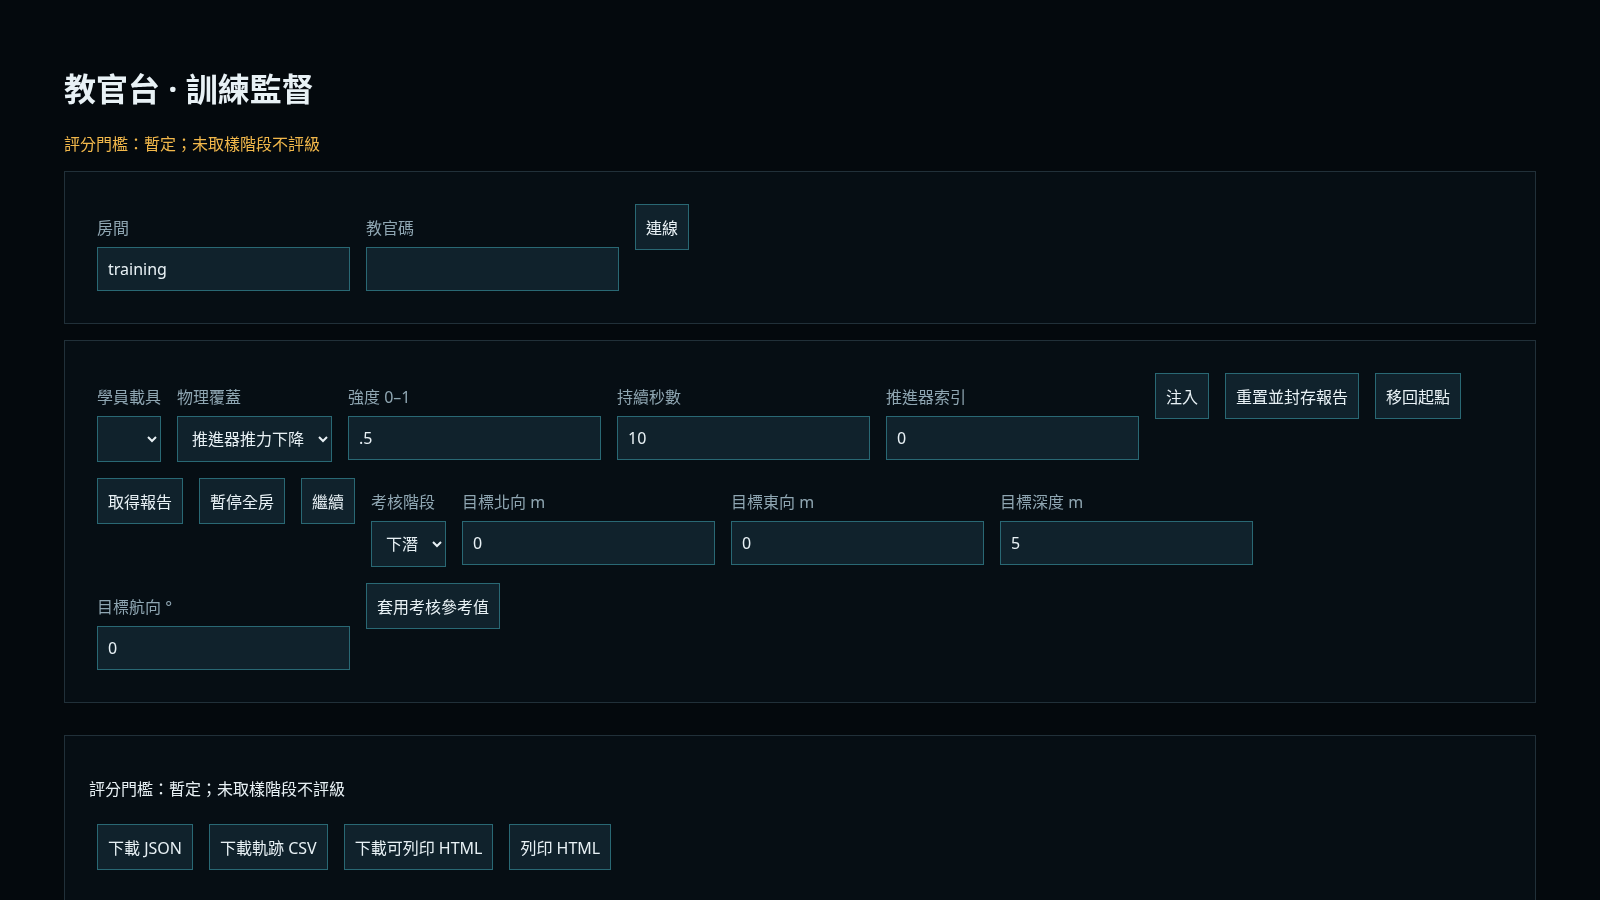 教官台 · 訓練監督
評分門檻：暫定；未取樣階段不評級
房間
教官碼
連線
training
學員載具
物理覆蓋
強度 0–1
持續秒數
推進器索引
注入
重置並封存報告
移回起點
推進器推力下降
.5
10
0
取得報告
暫停全房
繼續
考核階段
目標北向 m
目標東向 m
目標深度 m
下潛
0
0
5
目標航向 °
套用考核參考值
0
評分門檻：暫定；未取樣階段不評級
下載 JSON
下載軌跡 CSV
下載可列印 HTML
列印 HTML